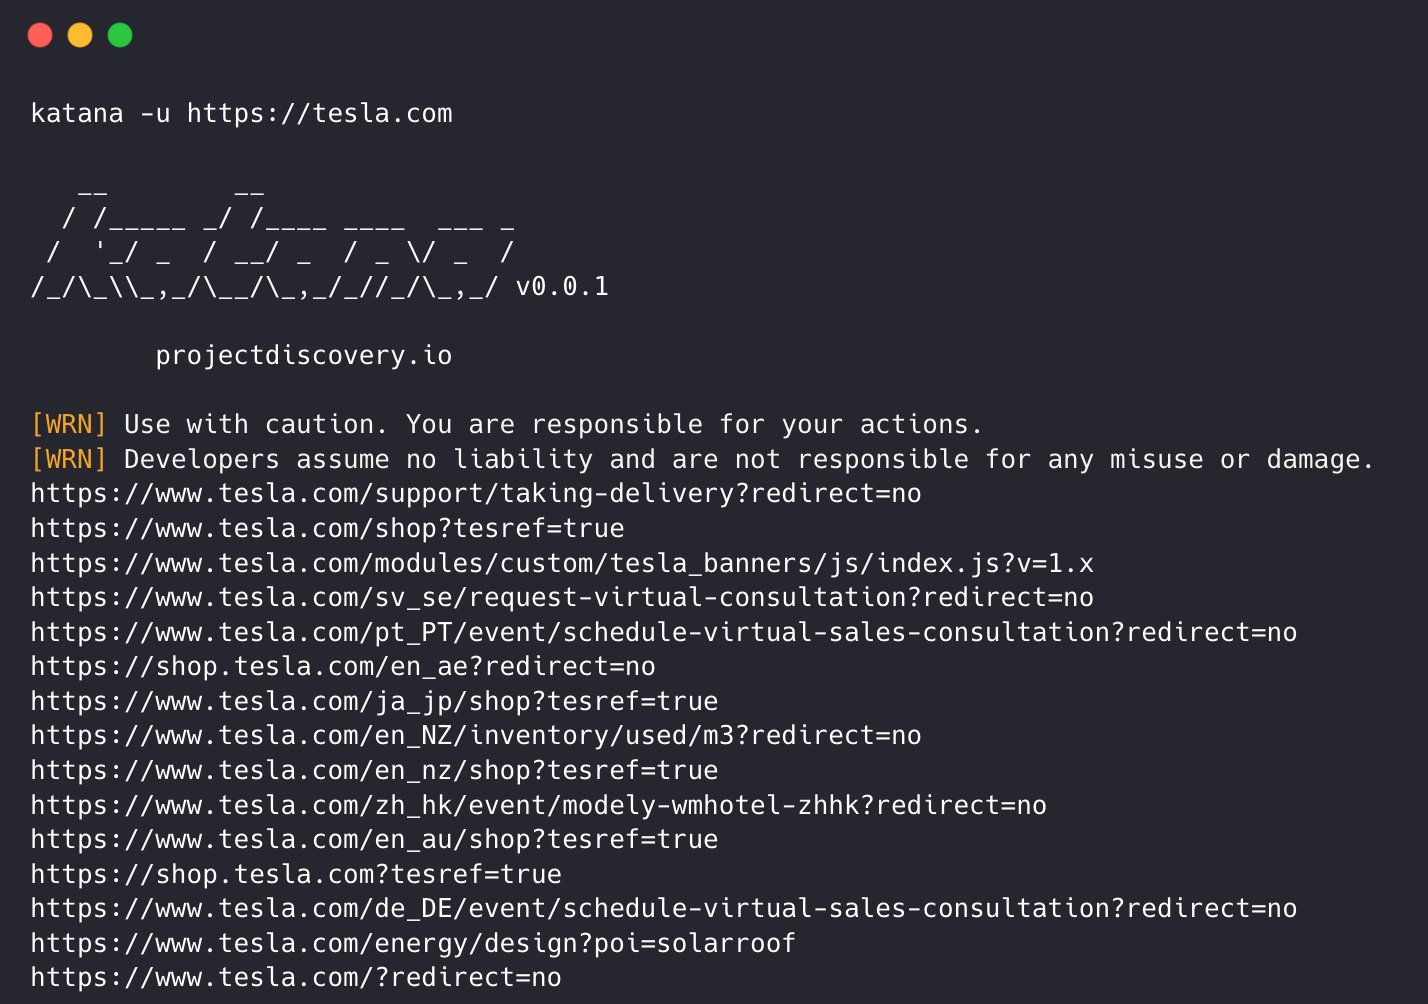 katana -u https://tesla.com
   __        __
  / /_____ _/ /____ ____  ___ _
 /  '_/ _  / __/ _  / _ \/ _  /
/_/\_\\_,_/\__/\_,_/_//_/\_,_/ v0.0.1
projectdiscovery.io
[WRN] Use with caution. You are responsible for your actions.
[WRN] Developers assume no liability and are not responsible for any misuse or damage.
https://www.tesla.com/support/taking-delivery?redirect=no
https://www.tesla.com/shop?tesref=true
https://www.tesla.com/modules/custom/tesla_banners/js/index.js?v=1.x
https://www.tesla.com/sv_se/request-virtual-consultation?redirect=no
https://www.tesla.com/pt_PT/event/schedule-virtual-sales-consultation?redirect=no
https://shop.tesla.com/en_ae?redirect=no
https://www.tesla.com/ja_jp/shop?tesref=true
https://www.tesla.com/en_NZ/inventory/used/m3?redirect=no
https://www.tesla.com/en_nz/shop?tesref=true
https://www.tesla.com/zh_hk/event/modely-wmhotel-zhhk?redirect=no
https://www.tesla.com/en_au/shop?tesref=true
https://shop.tesla.com?tesref=true
https://www.tesla.com/de_DE/event/schedule-virtual-sales-consultation?redirect=no
https://www.tesla.com/energy/design?poi=solarroof
https://www.tesla.com/?redirect=no